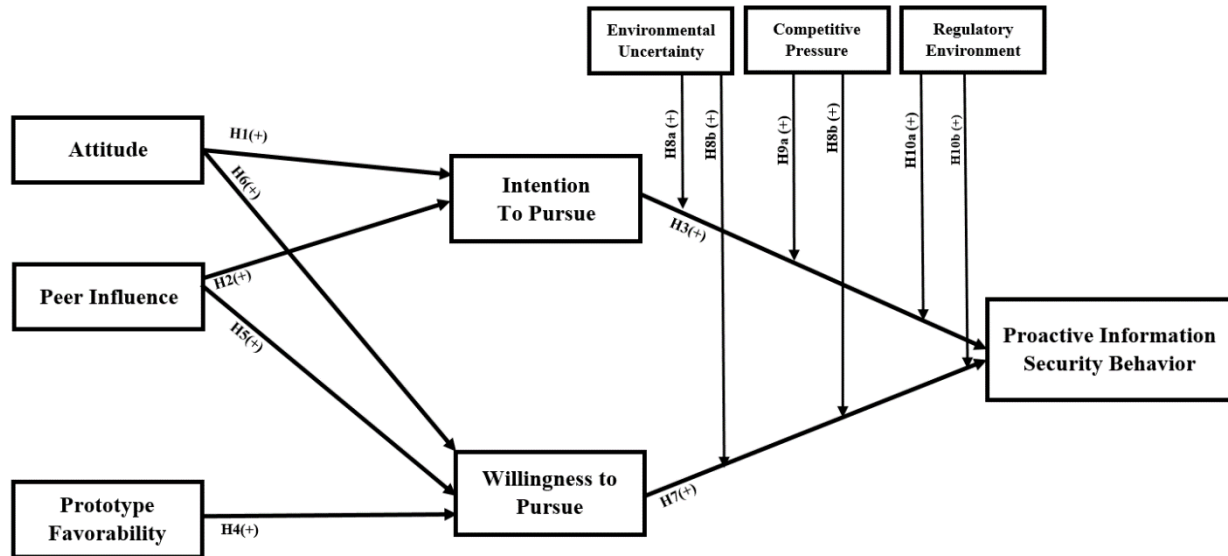 Environmental
Uncertainty
Competitive
Pressure
Regulatory
Environment
H8a (+)
H8b (+)
H9a (+)
H8b (+)
H10a (+)
H10b (+)
Attitude
H1(+)
H6(+)
Intention
To Pursue
H3(+)
Peer Influence
H2(+)
H5(+)
Proactive Information
Security Behavior
Willingness to
Pursue
H7(+)
Prototype
Favorability
H4(+)